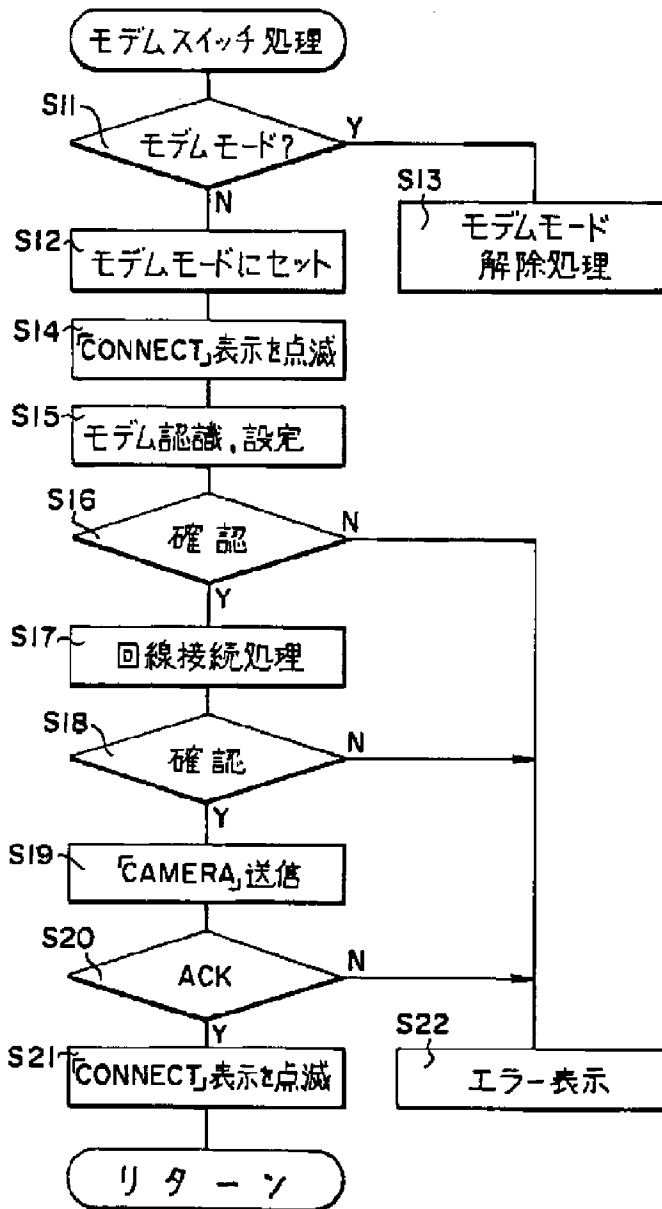 モデムスイッチ処理
S11
モデムモード?
Y
N
S12
モデムモードにセット
S13
モデムモード
解除処理
S14
「CONNECT」表示を点滅
S15
モデム認識,設定
S16
確認
N
Y
S17
回線接続処理
S18
確認
N
Y
S19
「CAMERA」送信
S20
ACK
N
Y
S21
「CONNECT」表示を点滅
S22
エラー表示
リターン